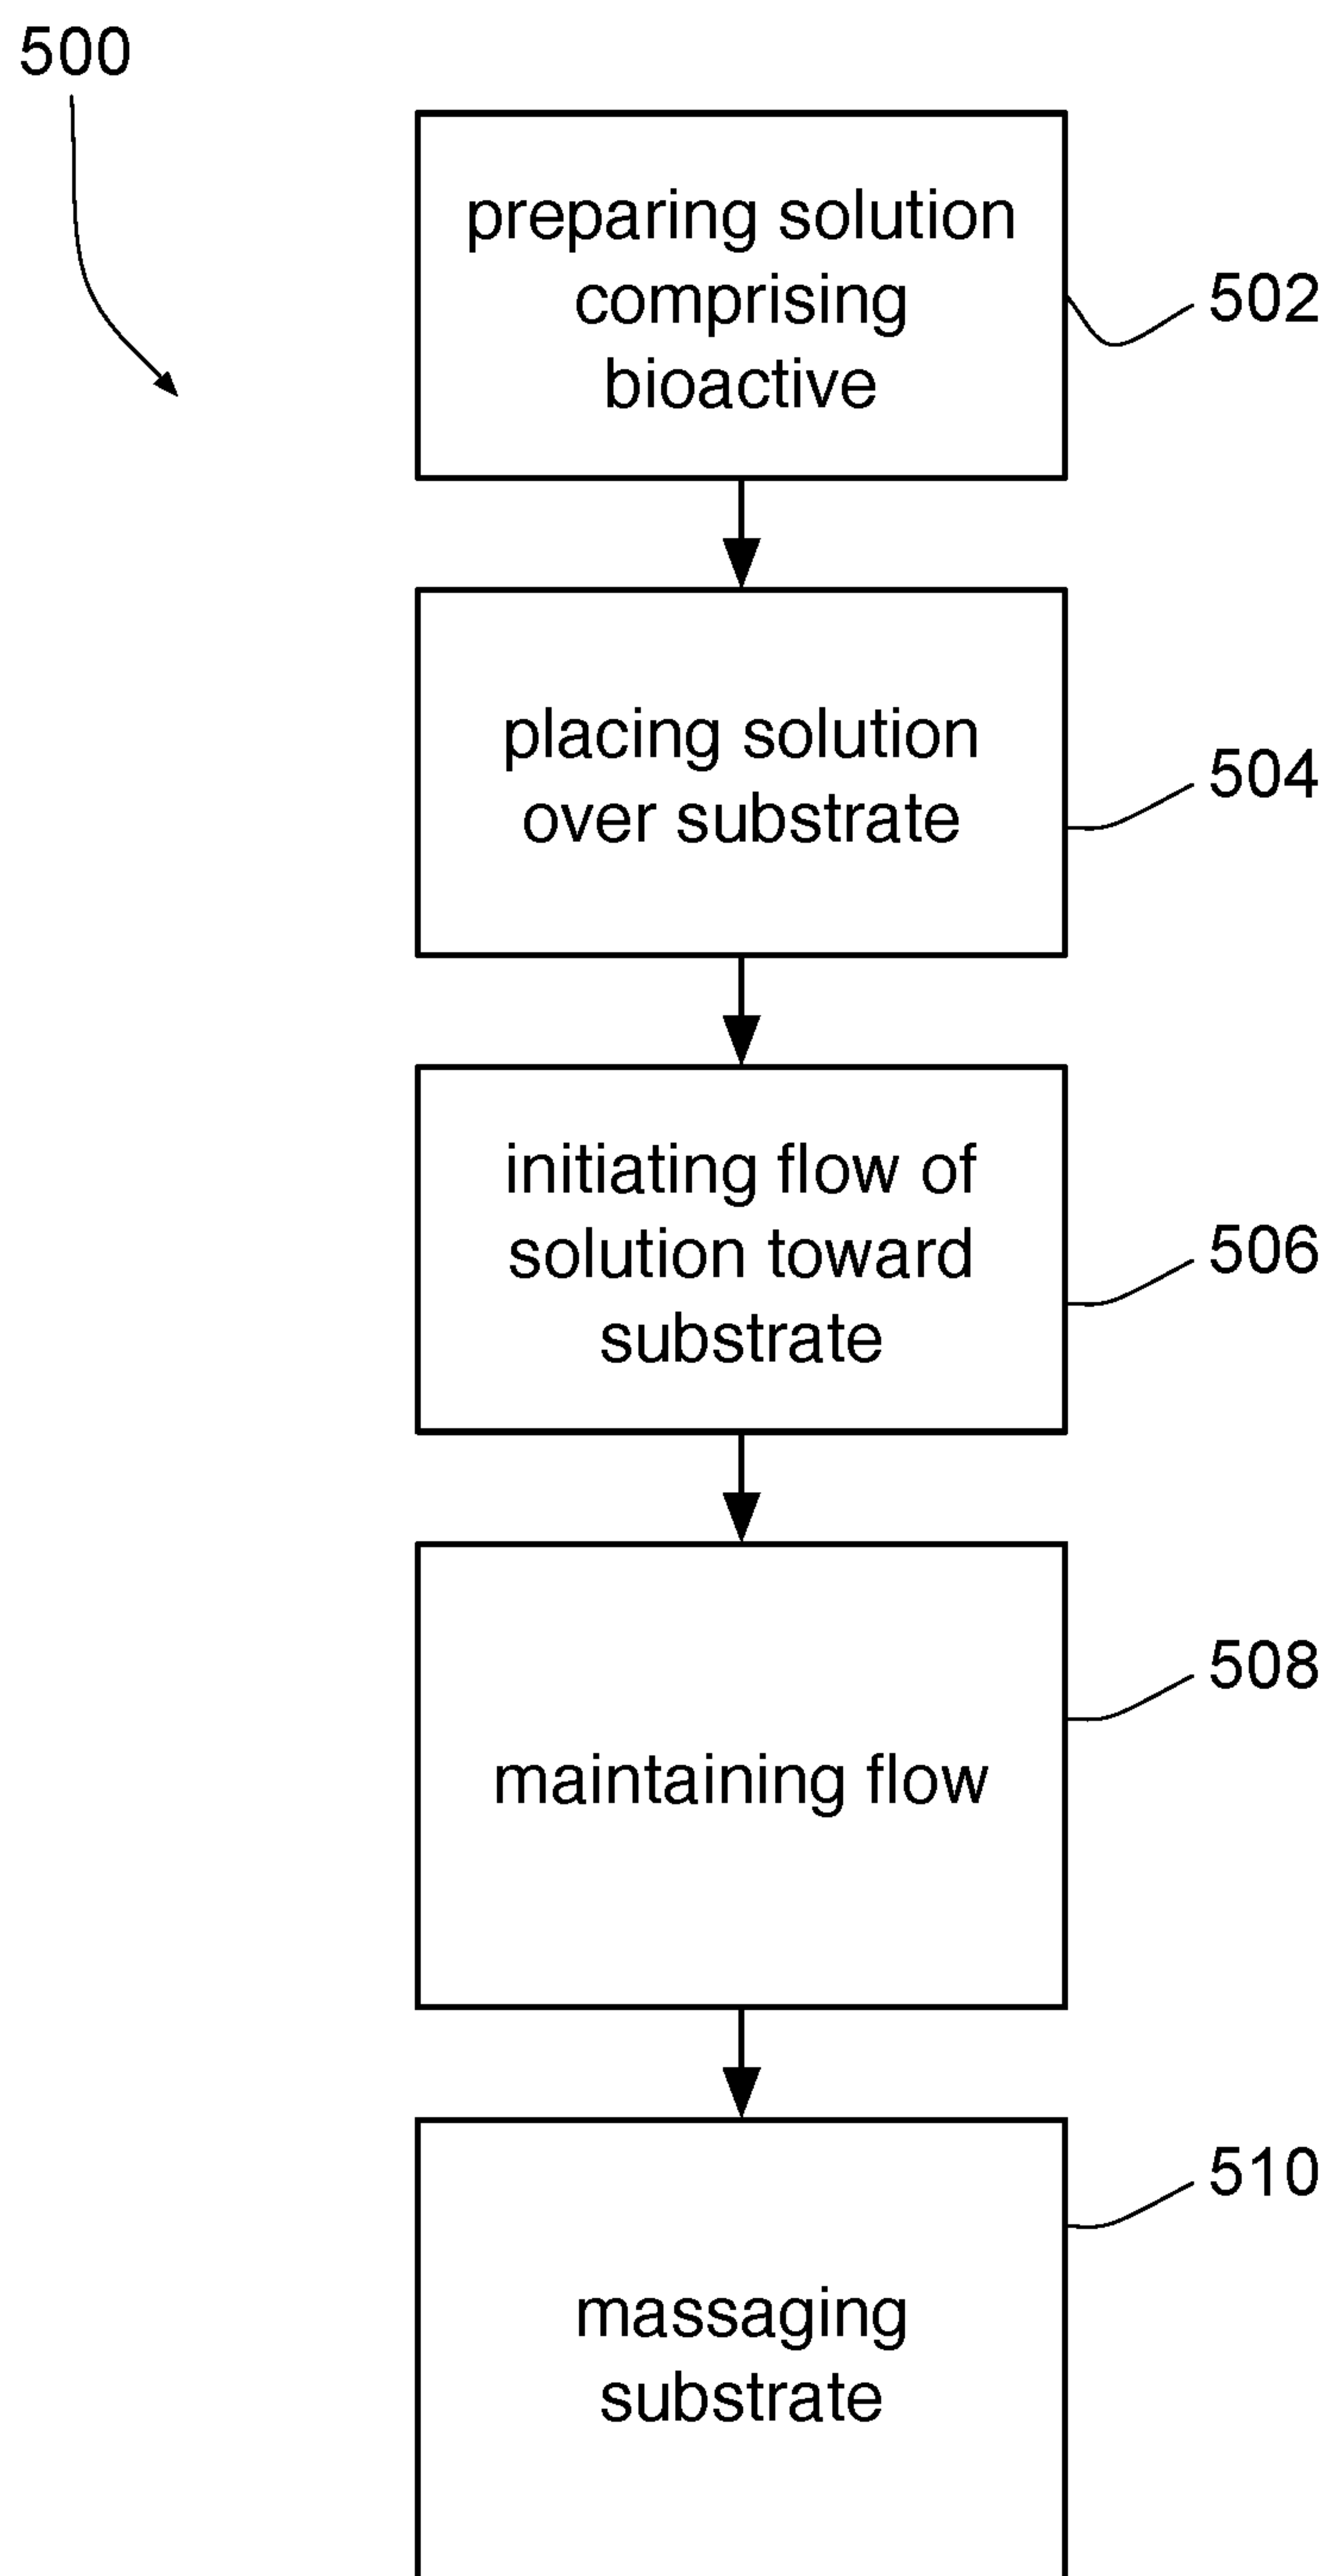 500
preparing solution
comprising
bioactive
502
placing solution
over substrate
504
initiating flow of
solution toward
substrate
506
maintaining flow
508
massaging
substrate
510